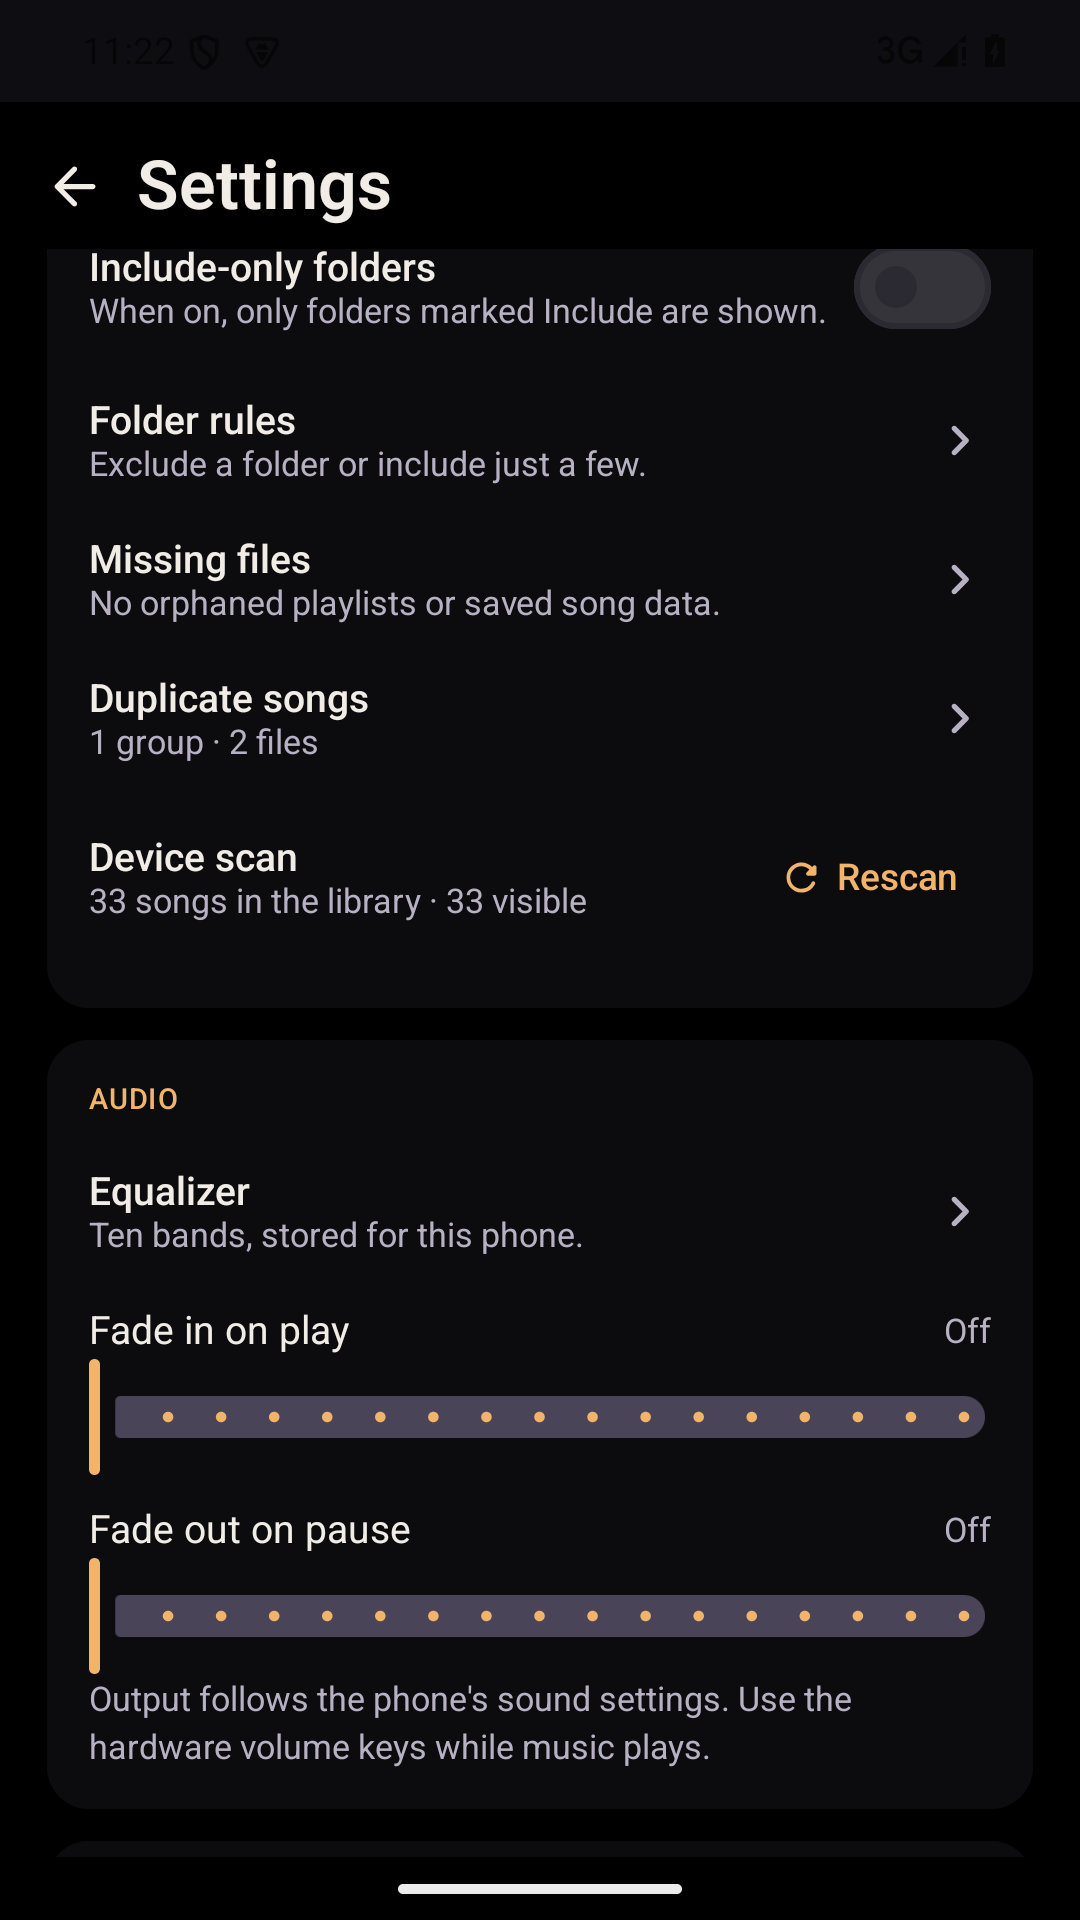 11:22
3G
Settings
Include-only folders
When on, only folders marked Include are shown.
Folder rules
Exclude a folder or include just a few.
Missing files
No orphaned playlists or saved song data.
Duplicate songs
1 group · 2 files
Device scan
33 songs in the library · 33 visible
Rescan
AUDIO
Equalizer
Ten bands, stored for this phone.
Fade in on play
Off
Fade out on pause
Off
Output follows the phone's sound settings. Use the
hardware volume keys while music plays.